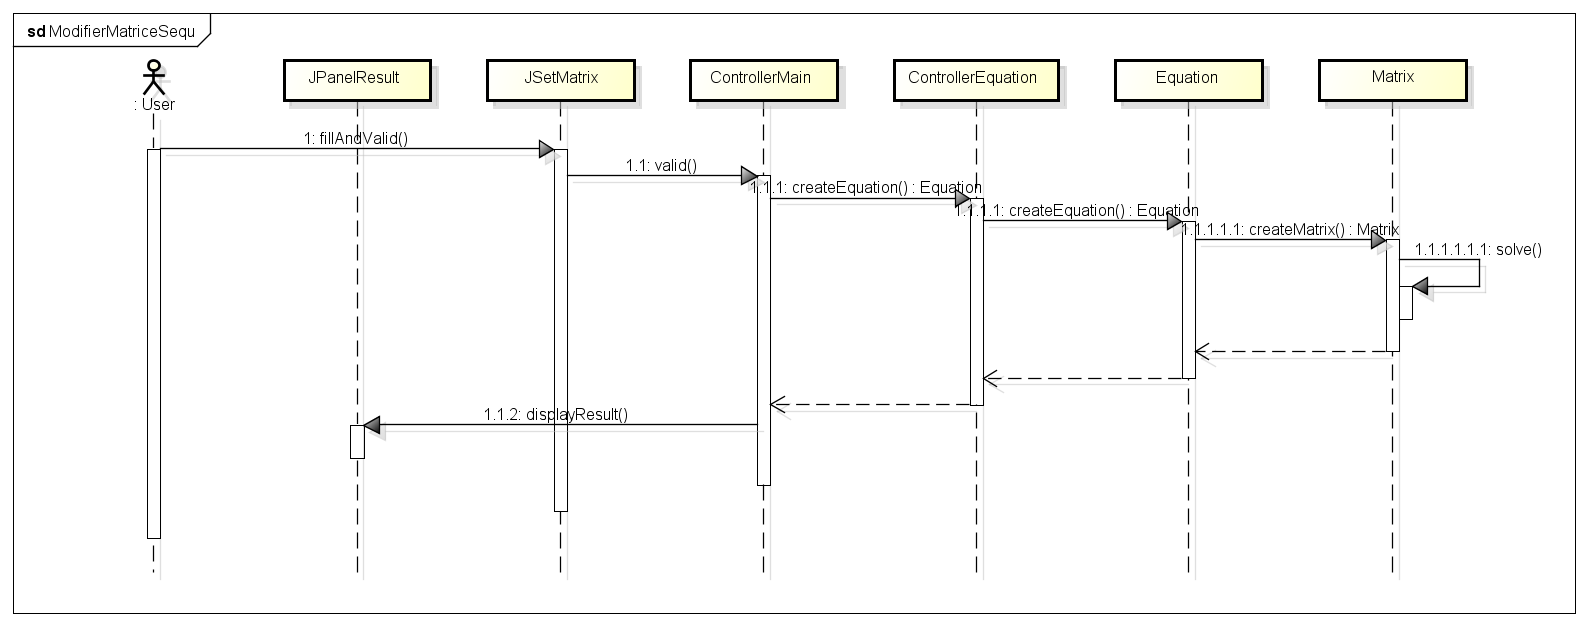 sd ModifierMatriceSequ
: User
JPanelResult
JSetMatrix
ControllerMain
ControllerEquation
Equation
Matrix
1: fillAndValid()
1.1: valid()
1.1.1: createEquation() : Equation
1.1.1.1: createEquation() : Equation
1.1.1.1.1: createMatrix() : Matrix
1.1.1.1.1.1: solve()
1.1.2: displayResult()